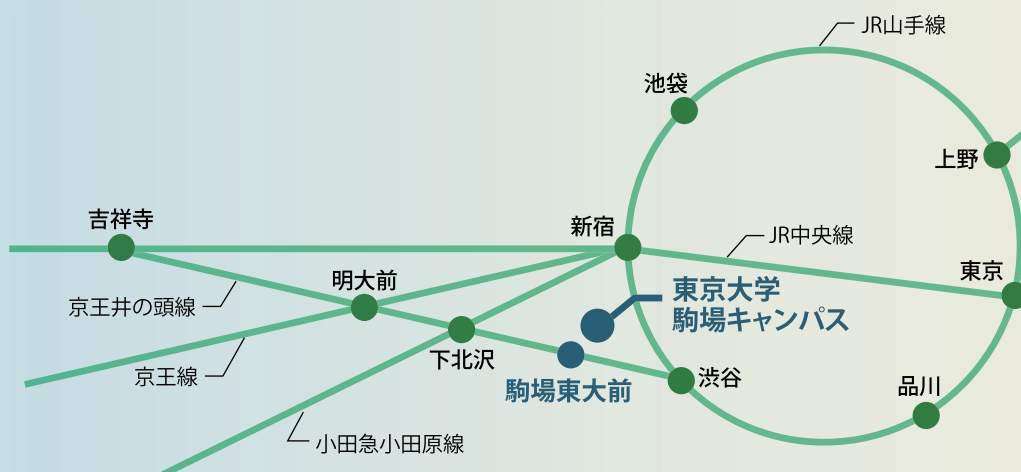 JR山手線
池袋
上野
吉祥寺
新宿
JR中央線
東京
明大前
東京大学
駒場キャンパス
京王井の頭線
下北沢
京王線
駒場東大前
渋谷
品川
小田急小田原線